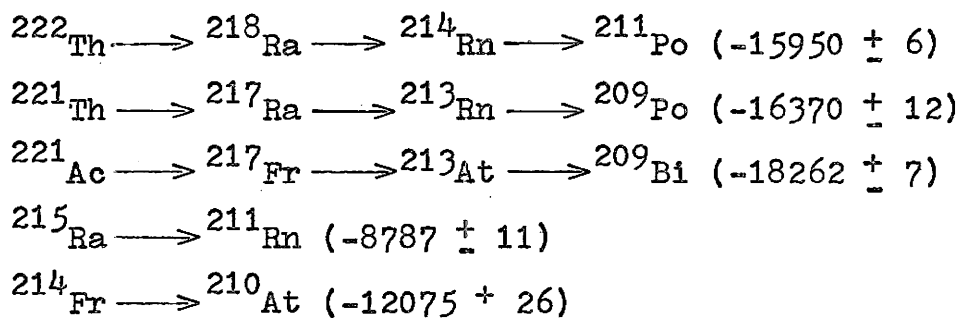 ²²²Th ⟶ ²¹⁸Ra ⟶ ²¹⁴Rn ⟶ ²¹¹Po (-15950 ± 6)
²²¹Th ⟶ ²¹⁷Ra ⟶ ²¹³Rn ⟶ ²⁰⁹Po (-16370 ± 12)
²²¹Ac ⟶ ²¹⁷Fr ⟶ ²¹³At ⟶ ²⁰⁹Bi (-18262 ± 7)
²¹⁵Ra ⟶ ²¹¹Rn (-8787 ± 11)
²¹⁴Fr ⟶ ²¹⁰At (-12075 + 26)